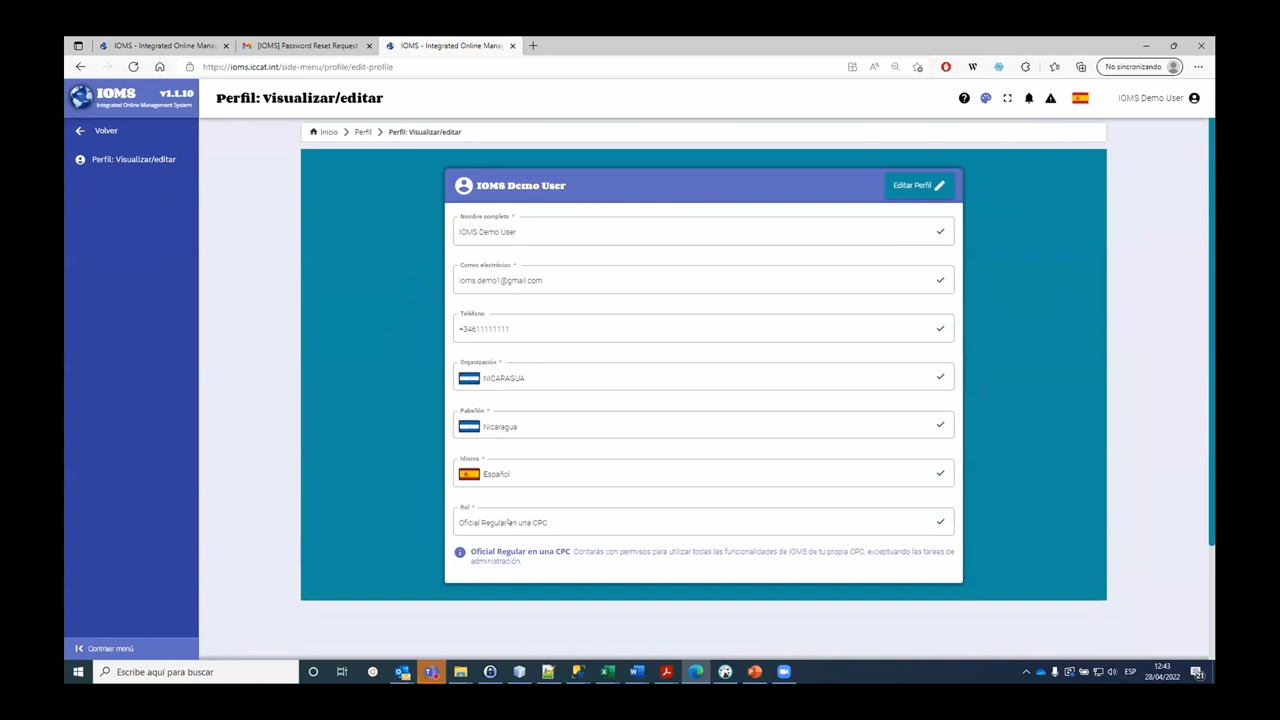 IOMS - Integrated Online Mana
[IOMS] Password Reset Request
IOMS - Integrated Online Mana
https://ioms.iccat.int/side-menu/profile/edit-profile
No sincronizando
IOMS v1.1.10
Integrated Online Management System
Perfil: Visualizar/editar
IOMS Demo User
Volver
Perfil: Visualizar/editar
Inicio > Perfil > Perfil: Visualizar/editar
IOMS Demo User
Editar Perfil
Nombre completo *
IOMS Demo User
Correo electrónico *
ioms.demo1@gmail.com
Teléfono
+34611111111
Organización *
NICARAGUA
Pabellón *
Nicaragua
Idioma *
Español
Rol *
Oficial Regular en una CPC
Oficial Regular en una CPC Contarás con permisos para utilizar todas las funcionalidades de IOMS de tu propia CPC, exceptuando las tareas de
administración.
Contraer menú
Escribe aquí para buscar
ESP
12:43
28/04/2022
21